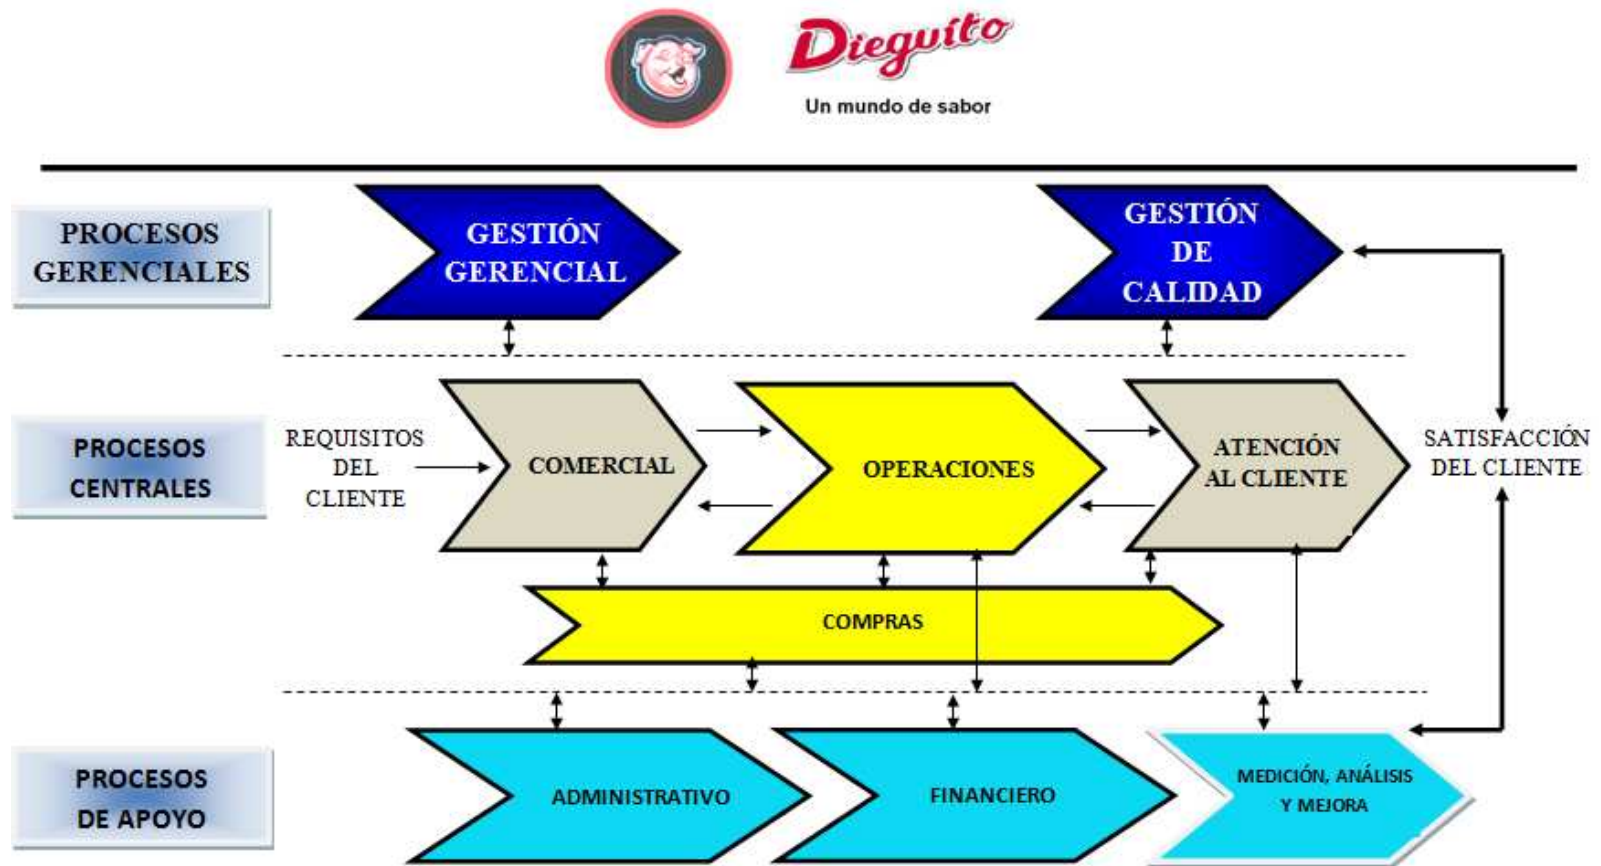 Dieguíto
Un mundo de sabor
PROCESOS
GERENCIALES
GESTIÓN
GERENCIAL
GESTIÓN
DE
CALIDAD
PROCESOS
CENTRALES
REQUISITOS
DEL
CLIENTE
COMERCIAL
OPERACIONES
ATENCIÓN
AL CLIENTE
SATISFACCIÓN
DEL CLIENTE
COMPRAS
PROCESOS
DE APOYO
ADMINISTRATIVO
FINANCIERO
MEDICIÓN, ANÁLISIS
Y MEJORA